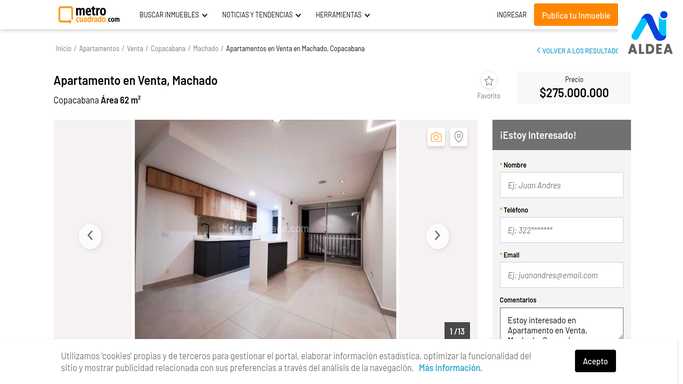 metro
cuadrado.com
BUSCAR INMUEBLES
NOTICIAS Y TENDENCIAS
HERRAMIENTAS
INGRESAR
Publica tu Inmueble
AIDEA
Inicio / Apartamentos / Venta / Copacabana / Machado / Apartamentos en Venta en Machado, Copacabana
VOLVER A LOS RESULTADO
Apartamento en Venta, Machado
Copacabana Área 62 m²
Favorito
Precio
$275.000.000
¡Estoy Interesado!
* Nombre
Ej: Juan Andres
* Teléfono
Ej: 322*******
* Email
Ej: juanandres@email.com
Comentarios
Estoy interesado en
Apartamento en Venta,
1 /13
Utilizamos 'cookies' propias y de terceros para gestionar el portal, elaborar información estadística, optimizar la funcionalidad del
sitio y mostrar publicidad relacionada con sus preferencias a través del análisis de la navegación. Más información.
Acepto